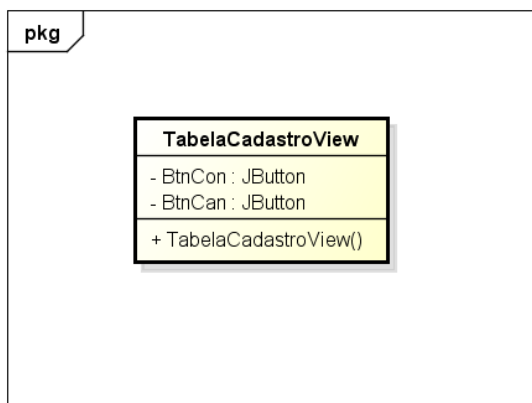 pkg
TabelaCadastroView
- BtnCon : JButton
- BtnCan : JButton
+ TabelaCadastroView()